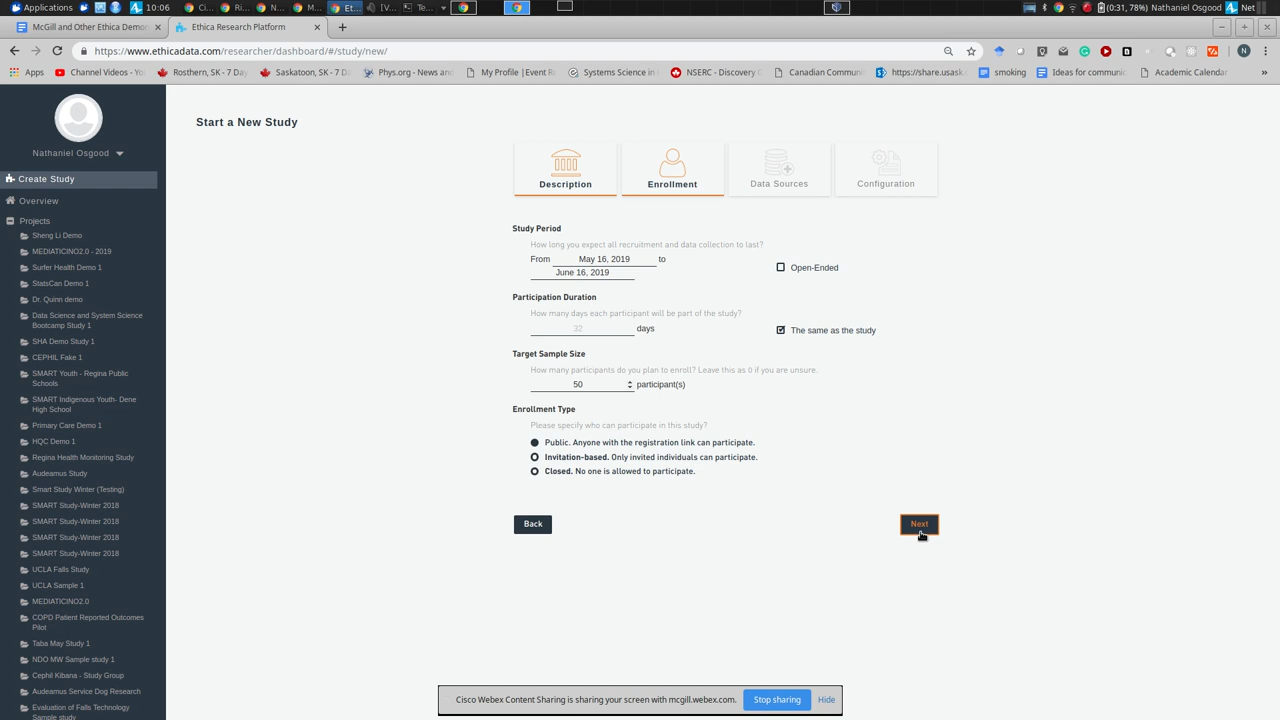 Applications
10:06
Ci
Ri
N
M
Et
[V
Te
(0:31, 78%) Nathaniel Osgood
Net
McGill and Other Ethica Demon
Ethica Research Platform
https://www.ethicadata.com/researcher/dashboard/#/study/new/
N
Apps
Channel Videos - Yo
Rosthern, SK - 7 Day
Saskatoon, SK - 7 D
Phys.org - News and
My Profile | Event R
Systems Science in
NSERC - Discovery G
Canadian Commun
https://share.usask.
smoking
Ideas for communic
Academic Calendar
»
Nathaniel Osgood
Create Study
Overview
Projects
Sheng Li Demo
MEDIATICINO2.0 - 2019
Surfer Health Demo 1
StatsCan Demo 1
Dr. Quinn demo
Data Science and System Science
Bootcamp Study 1
SHA Demo Study 1
CEPHIL Fake 1
SMART Youth - Regina Public
Schools
SMART Indigenous Youth- Dene
High School
Primary Care Demo 1
HQC Demo 1
Regina Health Monitoring Study
Audeamus Study
Smart Study Winter (Testing)
SMART Study-Winter 2018
SMART Study-Winter 2018
SMART Study-Winter 2018
SMART Study-Winter 2018
UCLA Falls Study
UCLA Sample 1
MEDIATICINO2.0
COPD Patient Reported Outcomes
Pilot
Taba May Study 1
NDO MW Sample study 1
Cephil Kibana - Study Group
Audeamus Service Dog Research
Evaluation of Falls Technology
Sample study
Start a New Study
Description
Enrollment
Data Sources
Configuration
Study Period
How long you expect all recruitment and data collection to last?
From May 16, 2019 to
June 16, 2019
Open-Ended
Participation Duration
How many days each participant will be part of the study?
32 days
The same as the study
Target Sample Size
How many participants do you plan to enroll? Leave this as 0 if you are unsure.
50 participant(s)
Enrollment Type
Please specify who can participate in this study?
Public. Anyone with the registration link can participate.
Invitation-based. Only invited individuals can participate.
Closed. No one is allowed to participate.
Back
Next
Cisco Webex Content Sharing is sharing your screen with mcgill.webex.com.
Stop sharing
Hide